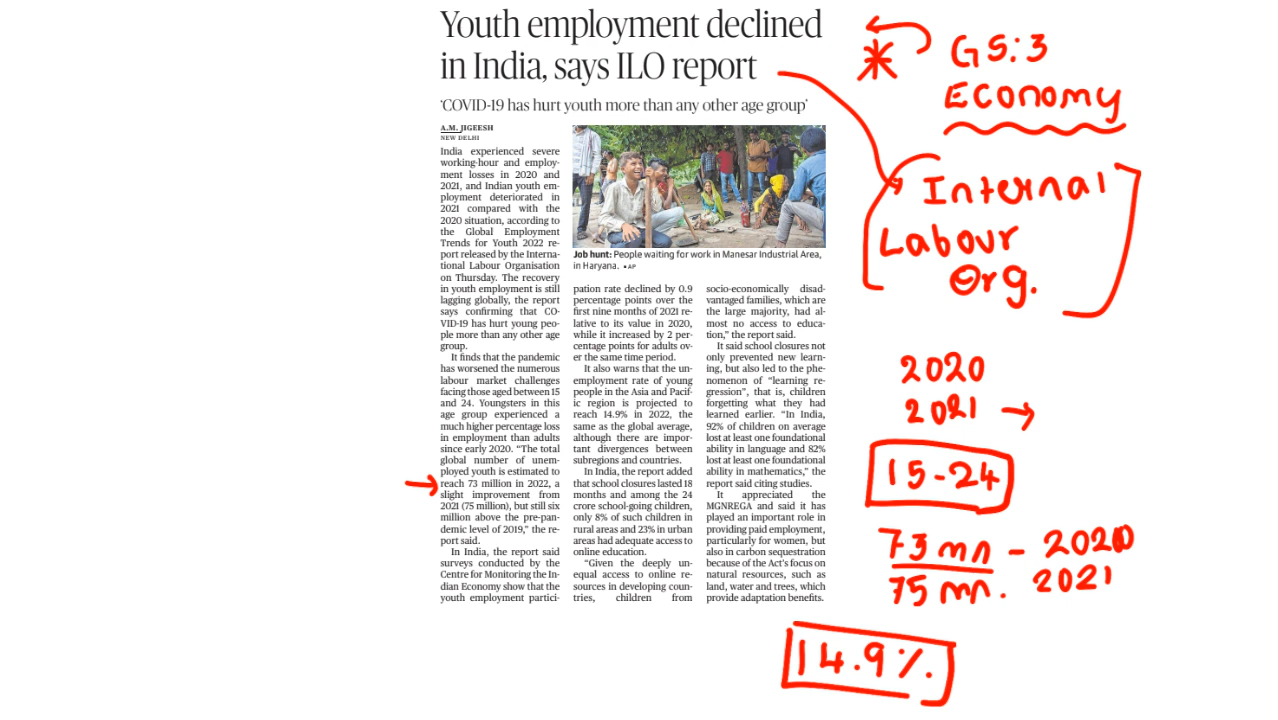 Youth employment declined
in India, says ILO report
‘COVID-19 has hurt youth more than any other age group’
A.M. JIGEESH
NEW DELHI
India experienced severe
working-hour and employ-
ment losses in 2020 and
2021, and Indian youth em-
ployment deteriorated in
2021 compared with the
2020 situation, according to
the Global Employment
Trends for Youth 2022 re-
port released by the Interna-
tional Labour Organisation
on Thursday. The recovery
in youth employment is still
lagging globally, the report
says confirming that CO-
VID-19 has hurt young peo-
ple more than any other age
group.
It finds that the pandemic
has worsened the numerous
labour market challenges
facing those aged between 15
and 24. Youngsters in this
age group experienced a
much higher percentage loss
in employment than adults
since early 2020. “The total
global number of unem-
ployed youth is estimated to
reach 73 million in 2022, a
slight improvement from
2021 (75 million), but still six
million above the pre-pan-
demic level of 2019,” the re-
port said.
In India, the report said
surveys conducted by the
Centre for Monitoring the In-
dian Economy show that the
youth employment partici-
Job hunt: People waiting for work in Manesar Industrial Area,
in Haryana. ▪ AP
pation rate declined by 0.9
percentage points over the
first nine months of 2021 re-
lative to its value in 2020,
while it increased by 2 per-
centage points for adults ov-
er the same time period.
It also warns that the un-
employment rate of young
people in the Asia and Pacif-
ic region is projected to
reach 14.9% in 2022, the
same as the global average,
although there are impor-
tant divergences between
subregions and countries.
In India, the report added
that school closures lasted 18
months and among the 24
crore school-going children,
only 8% of such children in
rural areas and 23% in urban
areas had adequate access to
online education.
“Given the deeply un-
equal access to online re-
sources in developing coun-
tries, children from
socio-economically disad-
vantaged families, which are
the large majority, had al-
most no access to educa-
tion,” the report said.
It said school closures not
only prevented new learn-
ing, but also led to the phe-
nomenon of “learning re-
gression”, that is, children
forgetting what they had
learned earlier. “In India,
92% of children on average
lost at least one foundational
ability in language and 82%
lost at least one foundational
ability in mathematics,” the
report said citing studies.
It appreciated the
MGNREGA and said it has
played an important role in
providing paid employment,
particularly for women, but
also in carbon sequestration
because of the Act’s focus on
natural resources, such as
land, water and trees, which
provide adaptation benefits.
GS:3
Economy
Internal
Labour
Org.
2020
2021 →
15-24
73 mn - 2020
75 mn. 2021
14.9%.